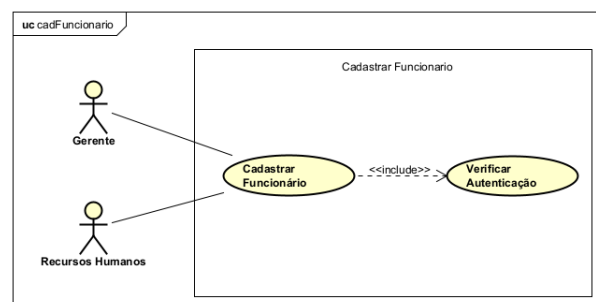 uc cadFuncionario
Cadastrar Funcionario
Gerente
Cadastrar
Funcionário
<<include>>
Verificar
Autenticação
Recursos Humanos